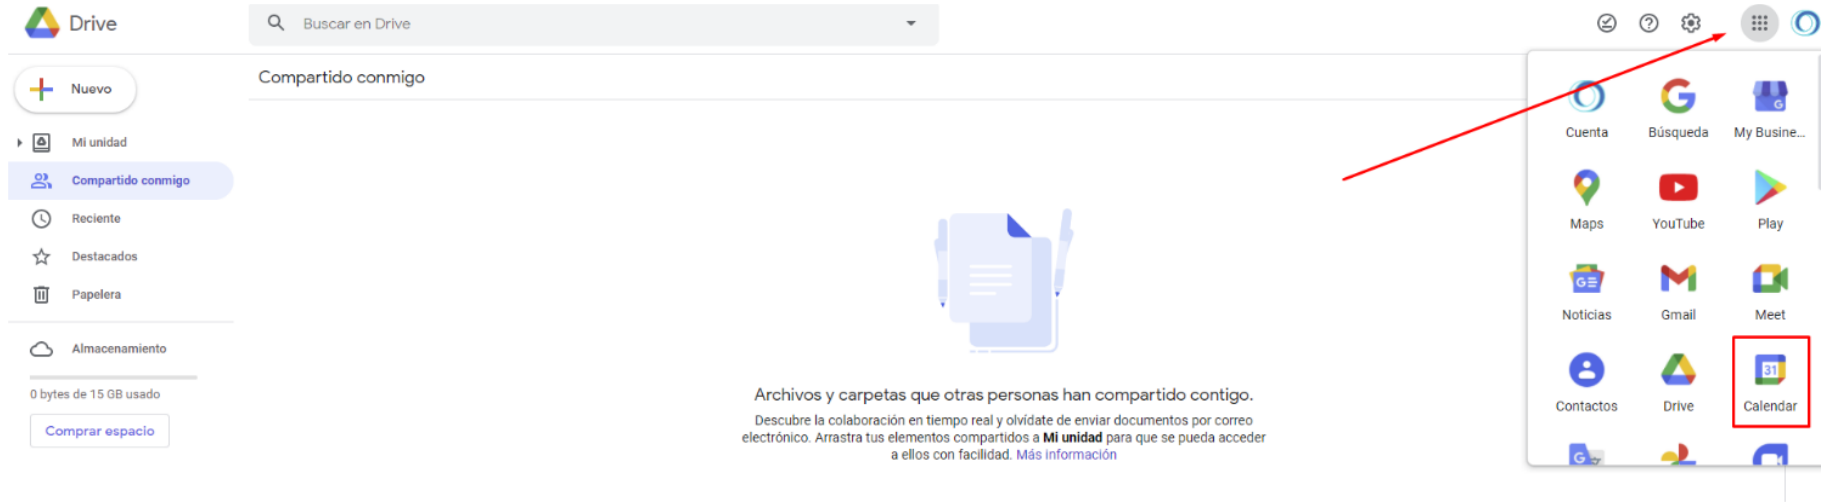 Drive
Buscar en Drive
Nuevo
Compartido conmigo
Mi unidad
Compartido conmigo
Reciente
Destacados
Papelera
Almacenamiento
0 bytes de 15 GB usado
Comprar espacio
Archivos y carpetas que otras personas han compartido contigo.
Descubre la colaboración en tiempo real y olvídate de enviar documentos por correo
electrónico. Arrastra tus elementos compartidos a Mi unidad para que se pueda acceder
a ellos con facilidad. Más información
Cuenta Búsqueda My Busine...
Maps YouTube Play
GE
Noticias Gmail Meet
31
Contactos Drive Calendar